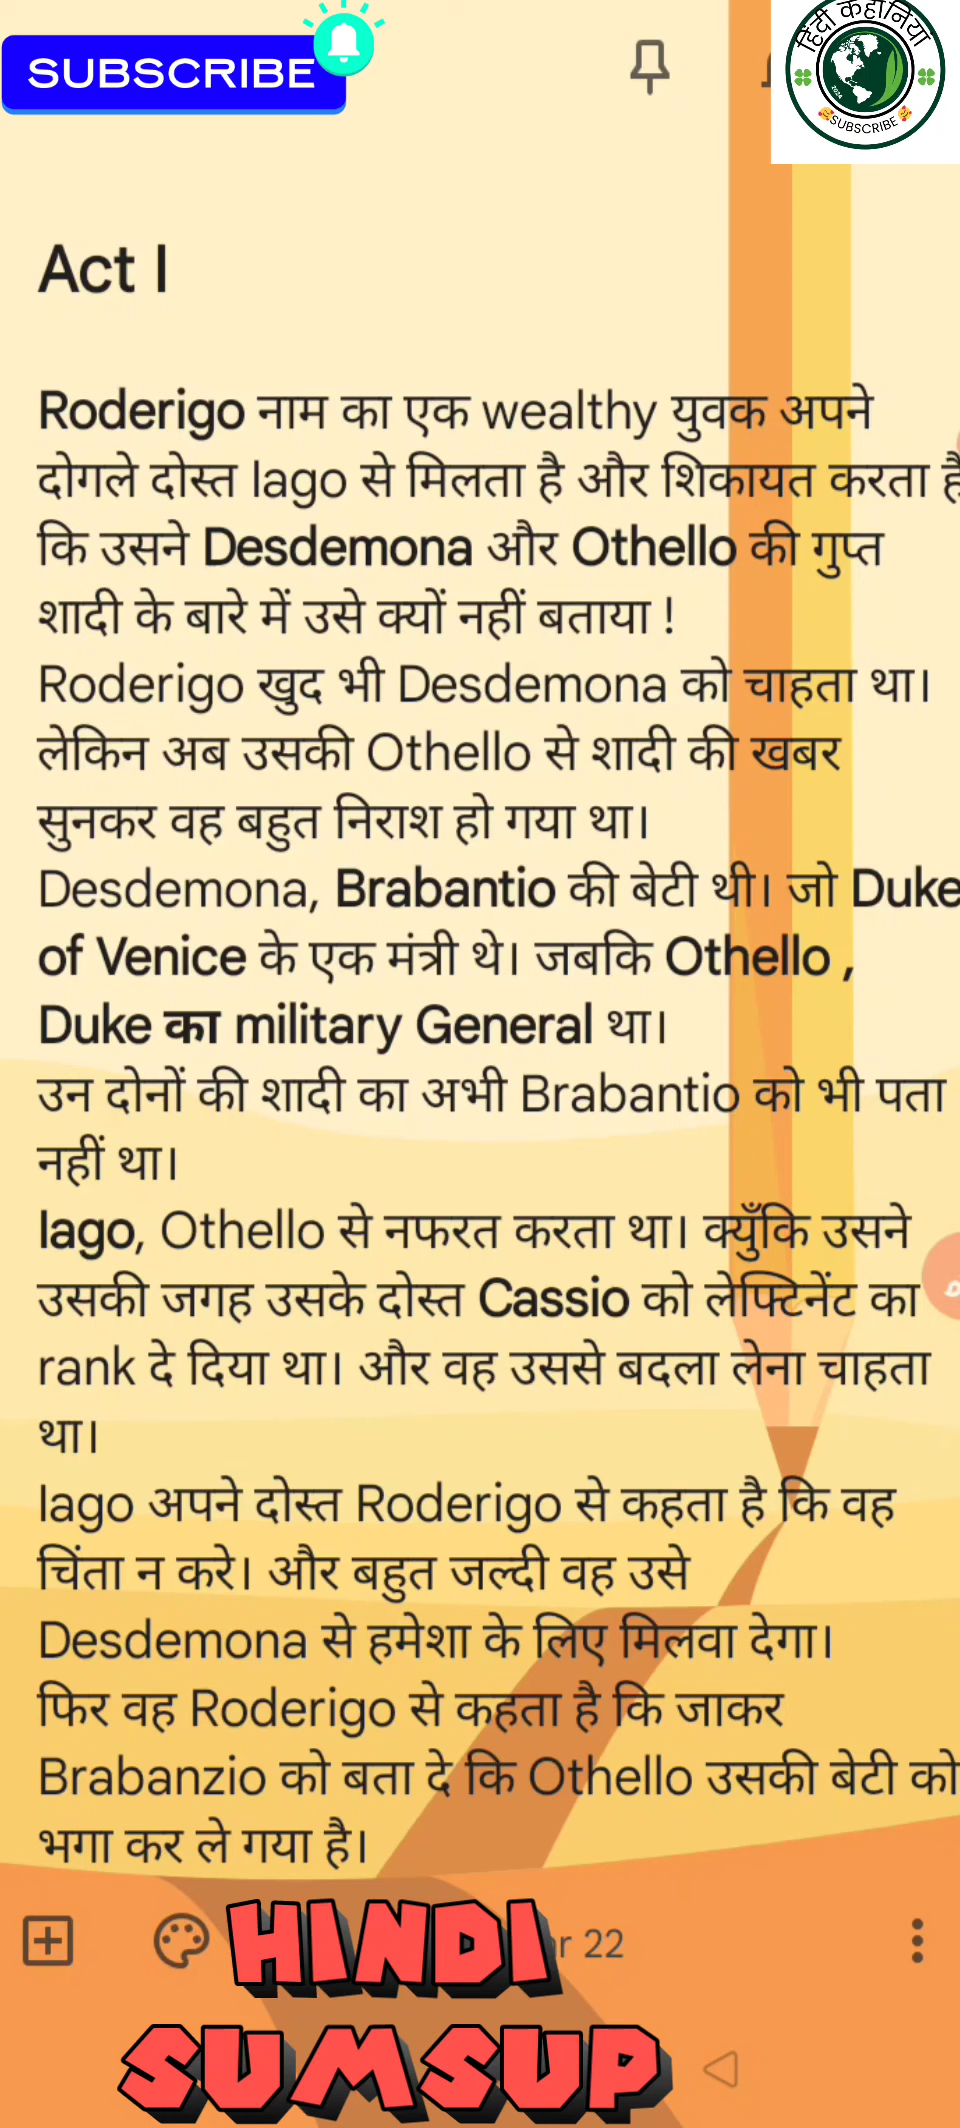 SUBSCRIBE
हिंदी कहानियां
2024
SUBSCRIBE
Act I
Roderigo नाम का एक wealthy युवक अपने
दोगले दोस्त Iago से मिलता है और शिकायत करता है
कि उसने Desdemona और Othello की गुप्त
शादी के बारे में उसे क्यों नहीं बताया !
Roderigo खुद भी Desdemona को चाहता था।
लेकिन अब उसकी Othello से शादी की खबर
सुनकर वह बहुत निराश हो गया था।
Desdemona, Brabantio की बेटी थी। जो Duke
of Venice के एक मंत्री थे। जबकि Othello ,
Duke का military General था।
उन दोनों की शादी का अभी Brabantio को भी पता
नहीं था।
Iago, Othello से नफरत करता था। क्युँकि उसने
उसकी जगह उसके दोस्त Cassio को लेफ्टिनेंट का
rank दे दिया था। और वह उससे बदला लेना चाहता
था।
Iago अपने दोस्त Roderigo से कहता है कि वह
चिंता न करे। और बहुत जल्दी वह उसे
Desdemona से हमेशा के लिए मिलवा देगा।
फिर वह Roderigo से कहता है कि जाकर
Brabanzio को बता दे कि Othello उसकी बेटी को
भगा कर ले गया है।
22
HINDI
SUMSUP